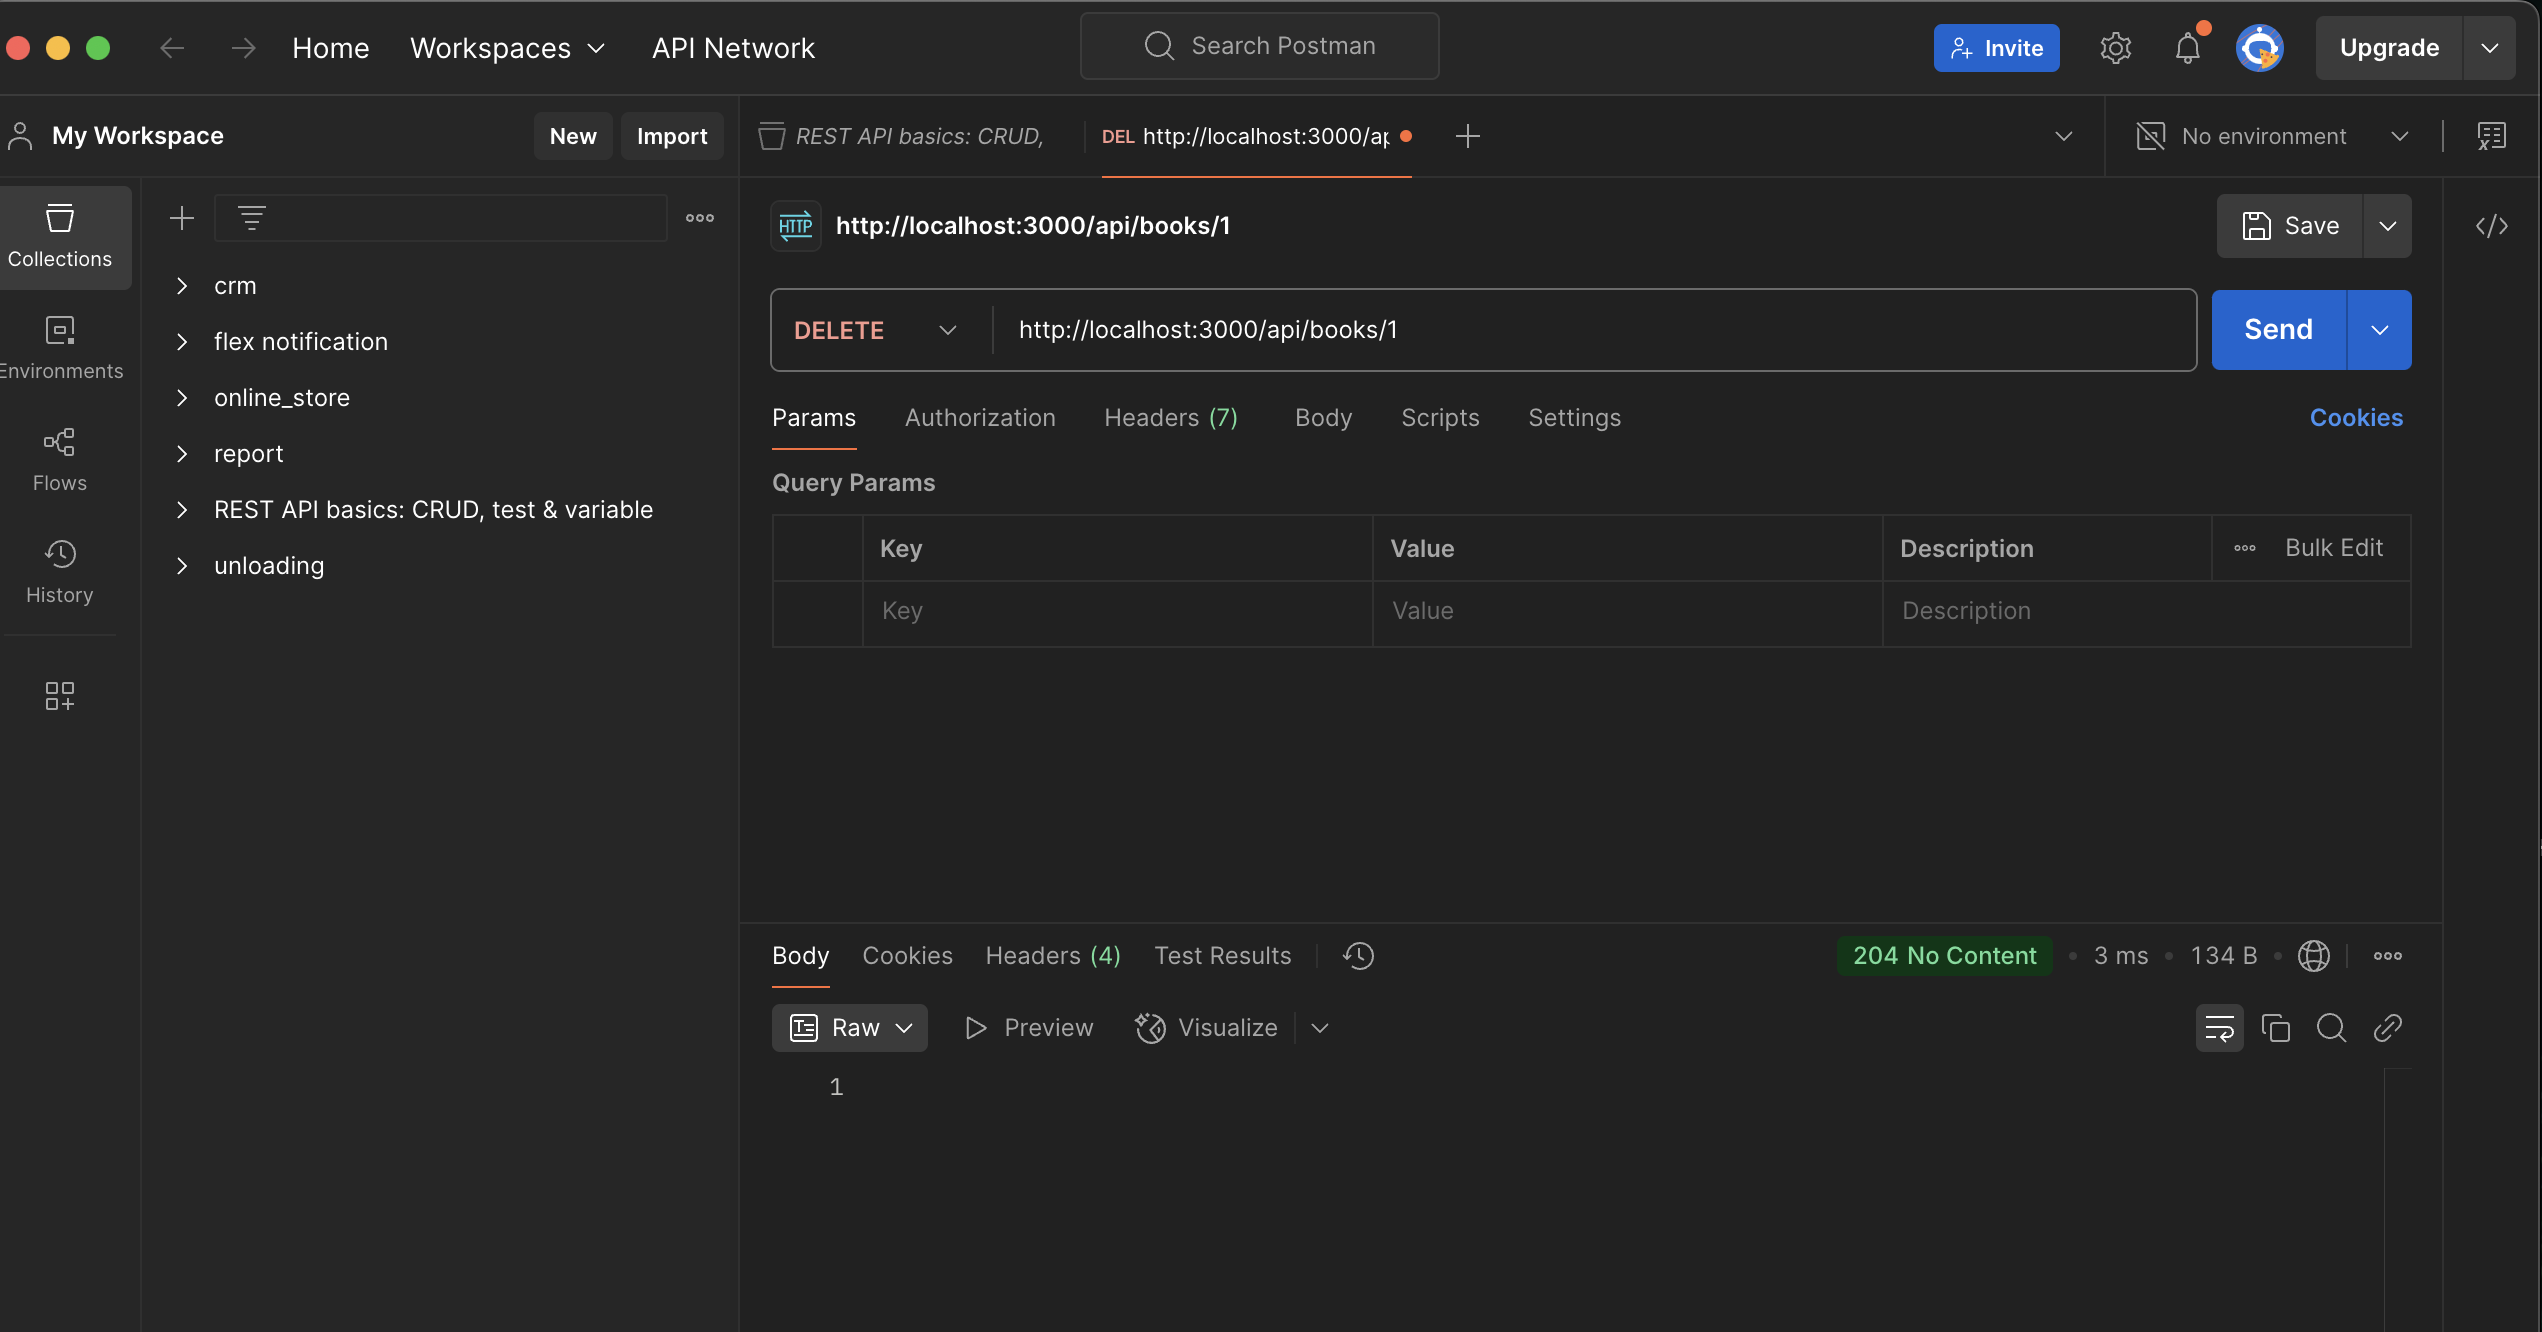 Home Workspaces API Network
Search Postman
Invite
Upgrade
My Workspace
New Import
REST API basics: CRUD,
DEL http://localhost:3000/ap
No environment
Collections
Environments
Flows
History
crm
flex notification
online_store
report
REST API basics: CRUD, test & variable
unloading
HTTP http://localhost:3000/api/books/1
Save
DELETE http://localhost:3000/api/books/1
Send
Params Authorization Headers (7) Body Scripts Settings Cookies
Query Params
Key Value Description Bulk Edit
Key Value Description
Body Cookies Headers (4) Test Results
204 No Content 3 ms 134 B
Raw Preview Visualize
1